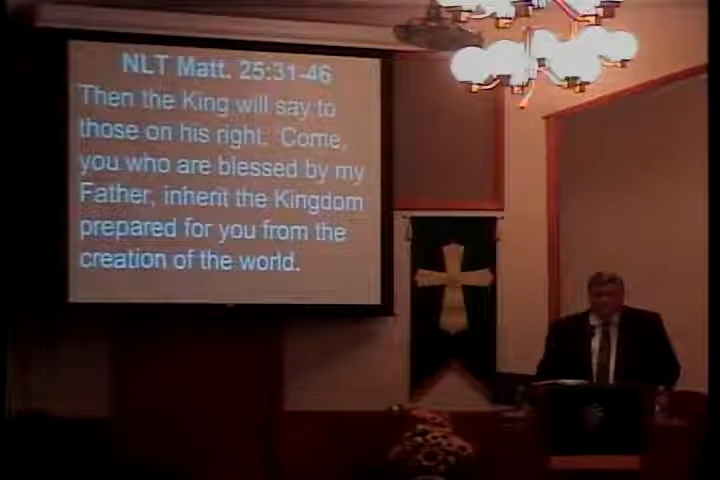 NLT Matt. 25:31-46
Then the King will say to
those on his right. Come,
you who are blessed by my
Father, inherit the Kingdom
prepared for you from the
creation of the world.